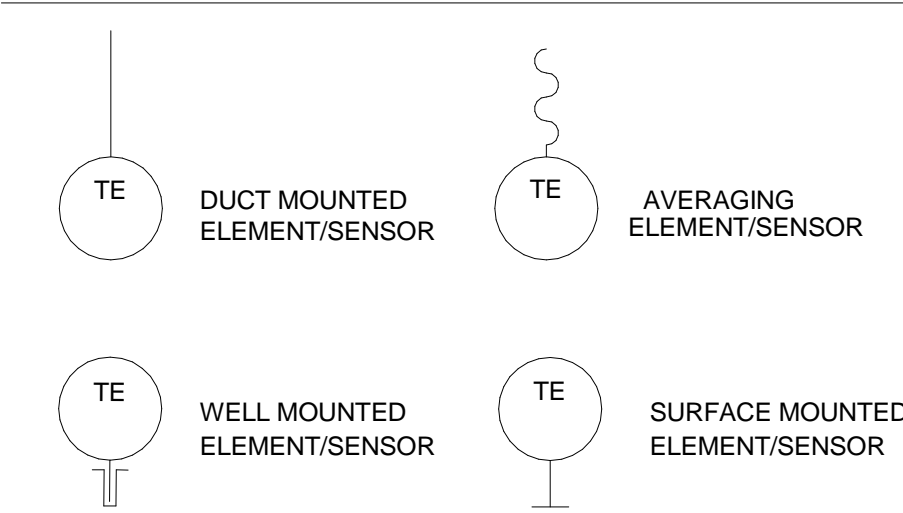 TE
DUCT MOUNTED
ELEMENT/SENSOR
TE
AVERAGING
ELEMENT/SENSOR
TE
WELL MOUNTED
ELEMENT/SENSOR
TE
SURFACE MOUNTED
ELEMENT/SENSOR